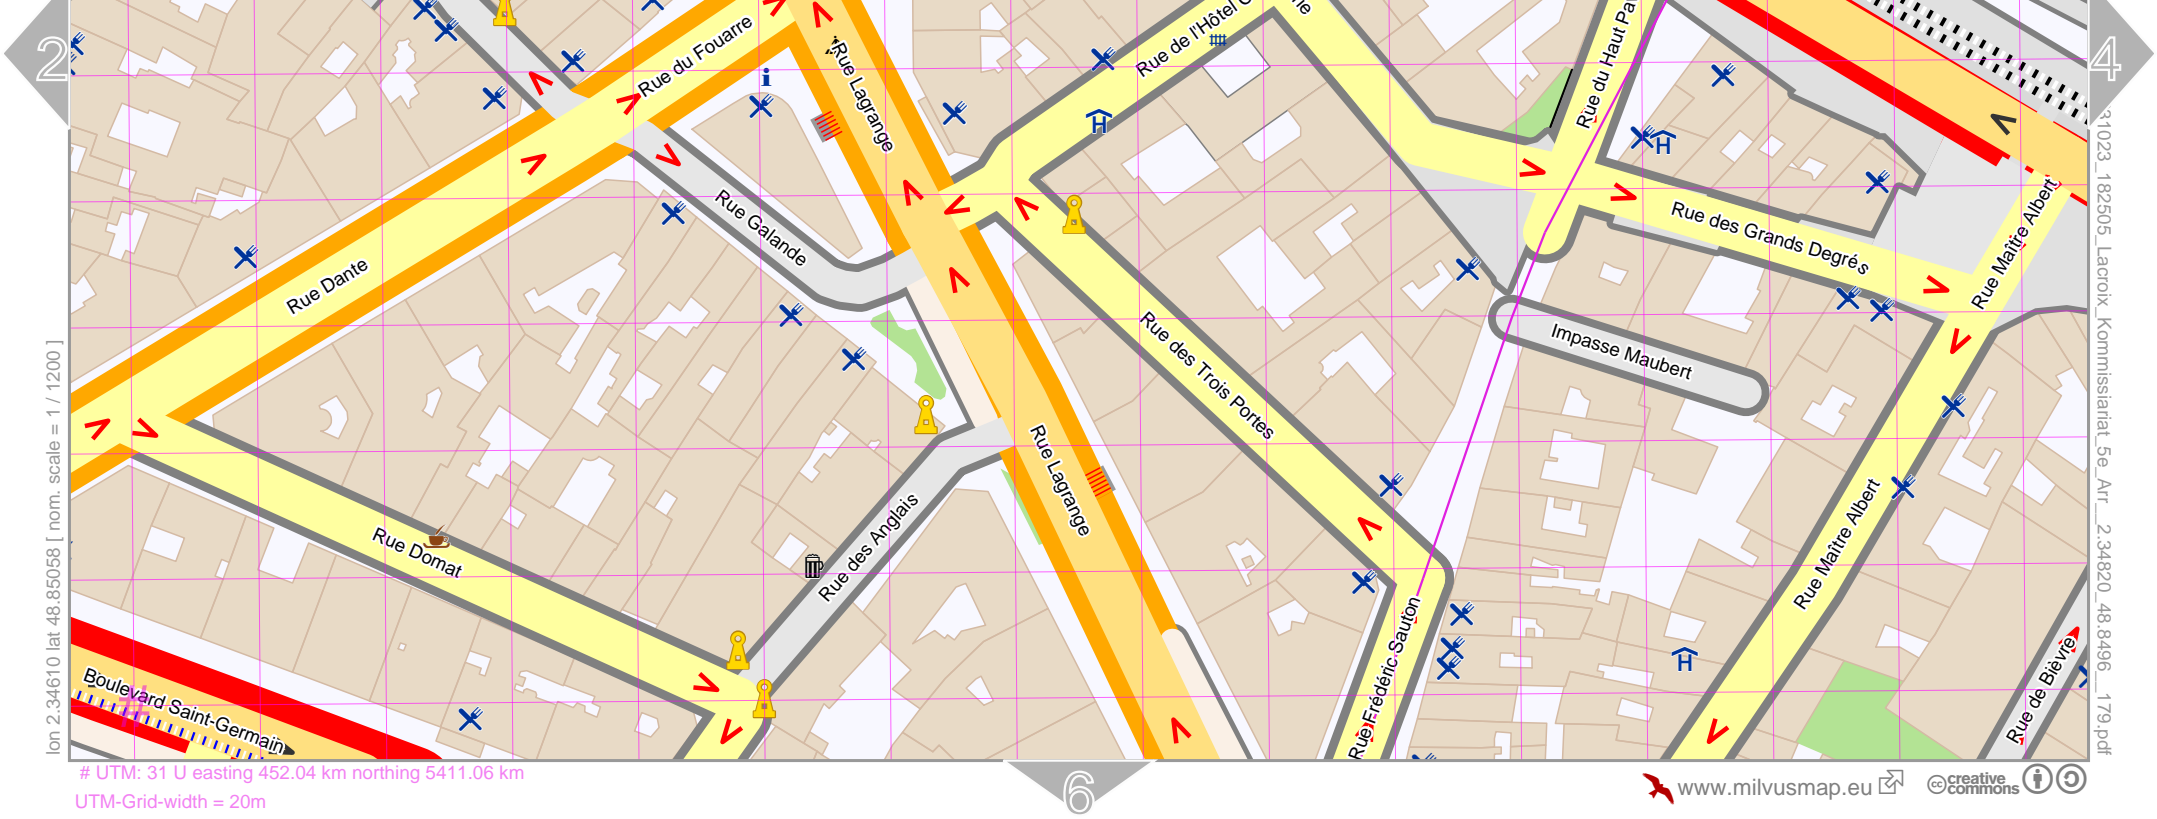 2
4
Rue du Fouarre
Rue Lagrange
Rue de l'Hôtel C
Rue du Haut Pa
Rue Galande
Rue des Grands Degrés
Rue Maître Albert
Rue Dante
Rue des Trois Portes
Impasse Maubert
Rue Lagrange
Rue Domat
Rue des Anglais
Rue Maître Albert
Rue Frédéric Sauton
Rue de Bièvre
Boulevard Saint-Germain
lon 2.34610 lat 48.85058 [ nom. scale = 1 / 1200 ]
31023_182505_Lacroix_Kommissiariat_5e_Arr__2.34820_48.8496__179.pdf
# UTM: 31 U easting 452.04 km northing 5411.06 km
UTM-Grid-width = 20m
6
www.milvusmap.eu
cc creative commons